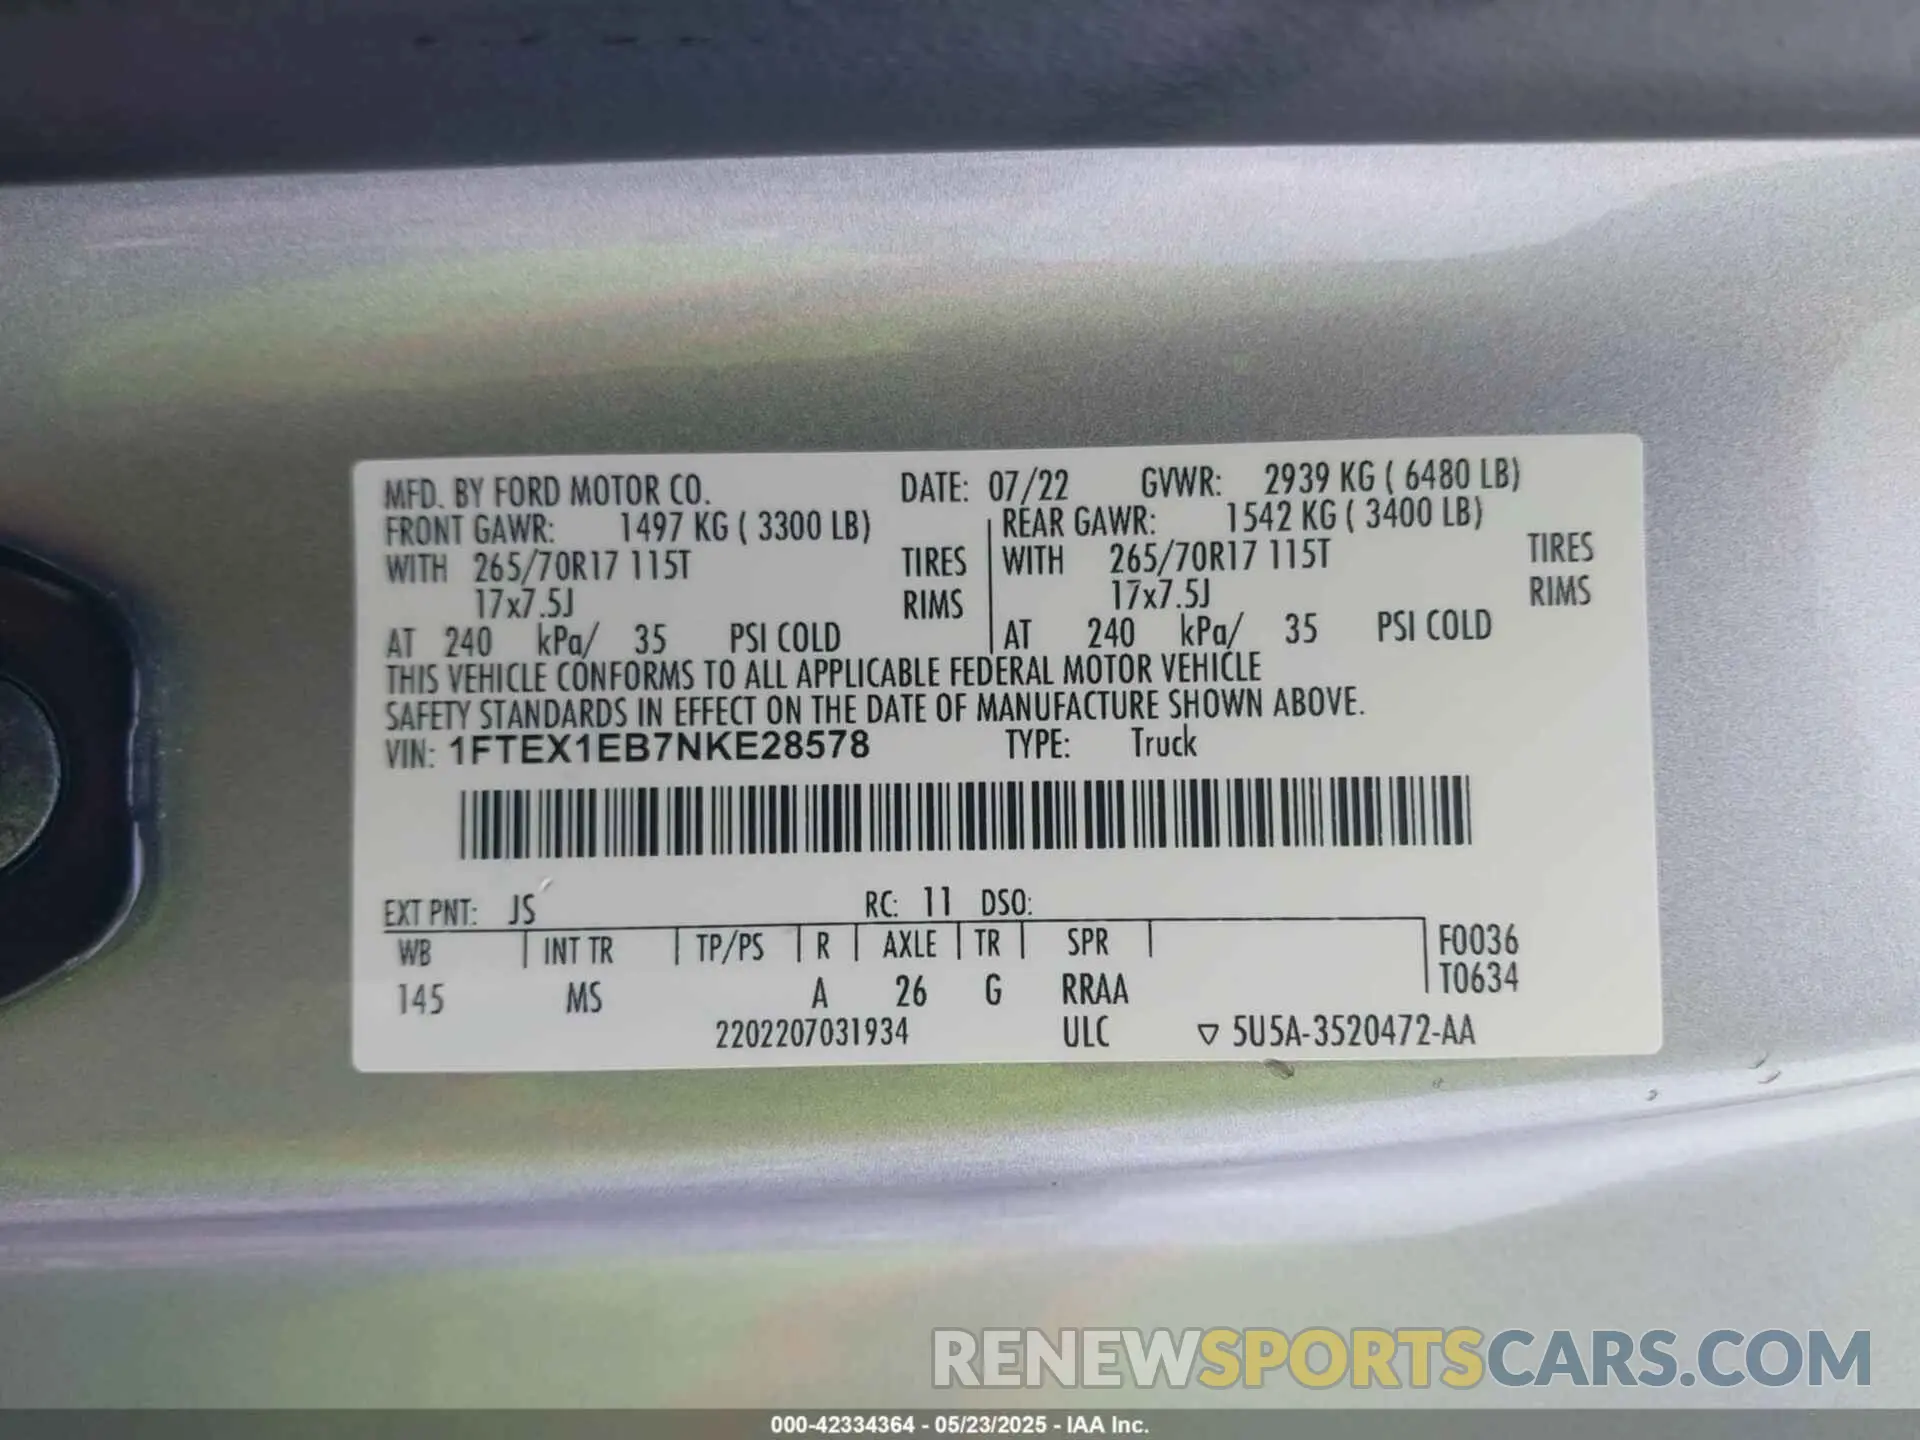 MFD. BY FORD MOTOR CO. DATE: 07/22 GVWR: 2939 KG ( 6480 LB)
FRONT GAWR: 1497 KG ( 3300 LB) REAR GAWR: 1542 KG ( 3400 LB)
WITH 265/70R17 115T TIRES WITH 265/70R17 115T TIRES
17x7.5J RIMS 17x7.5J RIMS
AT 240 kPa/ 35 PSI COLD AT 240 kPa/ 35 PSI COLD
THIS VEHICLE CONFORMS TO ALL APPLICABLE FEDERAL MOTOR VEHICLE
SAFETY STANDARDS IN EFFECT ON THE DATE OF MANUFACTURE SHOWN ABOVE.
VIN: 1FTEX1EB7NKE28578 TYPE: Truck
EXT PNT: JS RC: 11 DSO:
WB INT TR TP/PS R AXLE TR SPR F0036
T0634
145 MS A 26 G RRAA
2202207031934 ULC ▽ 5U5A-3520472-AA
RENEWSPORTSCARS.COM
000-42334364 - 05/23/2025 - IAA Inc.